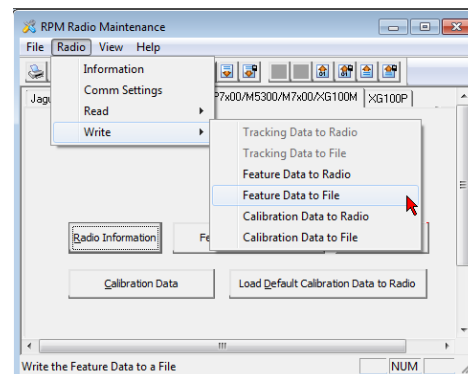 RPM Radio Maintenance
File Radio View Help
Information
Comm Settings
Read
Write
Jagu
P7x00/M5300/M7x00/XG100M
XG100P
Tracking Data to Radio
Tracking Data to File
Feature Data to Radio
Feature Data to File
Calibration Data to Radio
Calibration Data to File
Radio Information
Fe
Calibration Data
Load Default Calibration Data to Radio
Write the Feature Data to a File
NUM